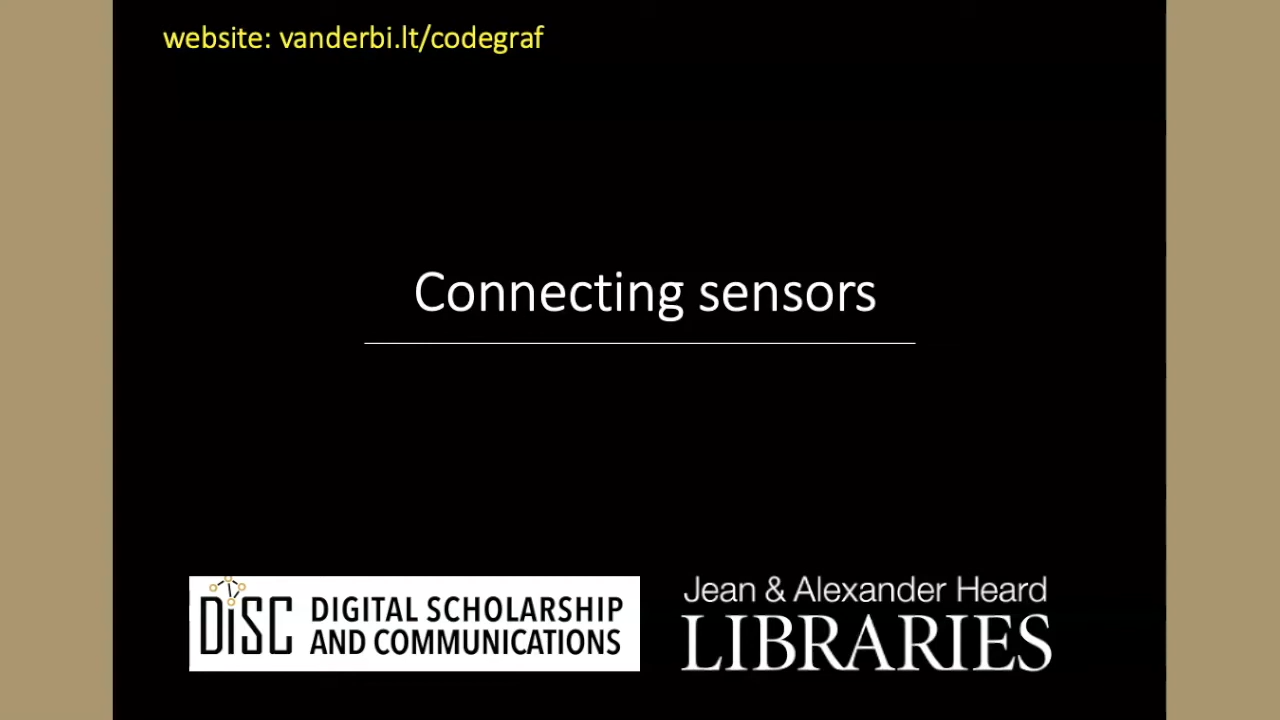 website: vanderbi.lt/codegraf
Connecting sensors
DiSC DIGITAL SCHOLARSHIP
AND COMMUNICATIONS
Jean & Alexander Heard
LIBRARIES